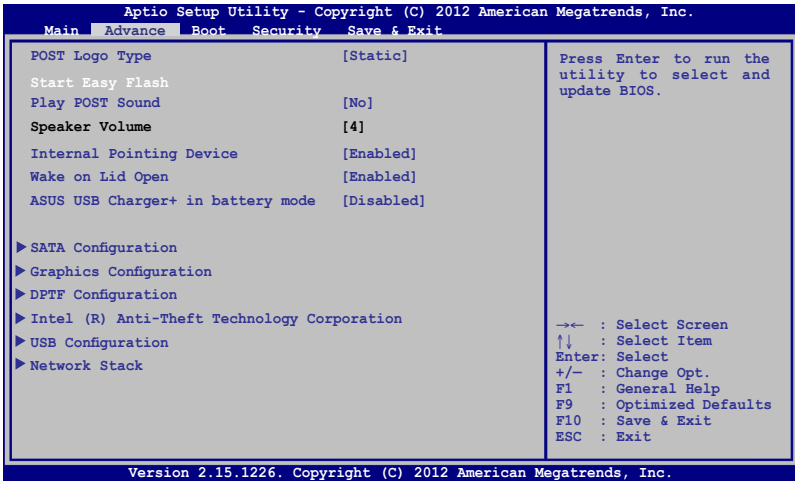 Aptio Setup Utility - Copyright (C) 2012 American Megatrends, Inc.
Main Advance Boot Security Save & Exit
POST Logo Type [Static]
Start Easy Flash
Play POST Sound [No]
Speaker Volume [4]
Internal Pointing Device [Enabled]
Wake on Lid Open [Enabled]
ASUS USB Charger+ in battery mode [Disabled]
SATA Configuration
Graphics Configuration
DPTF Configuration
Intel (R) Anti-Theft Technology Corporation
USB Configuration
Network Stack
Press Enter to run the
utility to select and
update BIOS.
→← : Select Screen
↑↓ : Select Item
Enter: Select
+/— : Change Opt.
F1 : General Help
F9 : Optimized Defaults
F10 : Save & Exit
ESC : Exit
Version 2.15.1226. Copyright (C) 2012 American Megatrends, Inc.